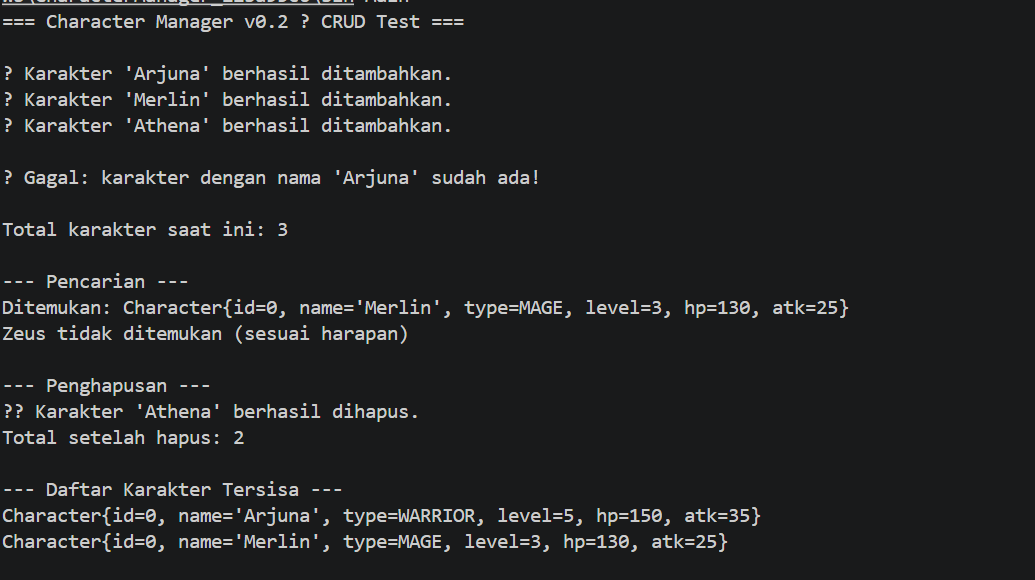 === Character Manager v0.2 ? CRUD Test ===
? Karakter 'Arjuna' berhasil ditambahkan.
? Karakter 'Merlin' berhasil ditambahkan.
? Karakter 'Athena' berhasil ditambahkan.
? Gagal: karakter dengan nama 'Arjuna' sudah ada!
Total karakter saat ini: 3
--- Pencarian ---
Ditemukan: Character{id=0, name='Merlin', type=MAGE, level=3, hp=130, atk=25}
Zeus tidak ditemukan (sesuai harapan)
--- Penghapusan ---
?? Karakter 'Athena' berhasil dihapus.
Total setelah hapus: 2
--- Daftar Karakter Tersisa ---
Character{id=0, name='Arjuna', type=WARRIOR, level=5, hp=150, atk=35}
Character{id=0, name='Merlin', type=MAGE, level=3, hp=130, atk=25}